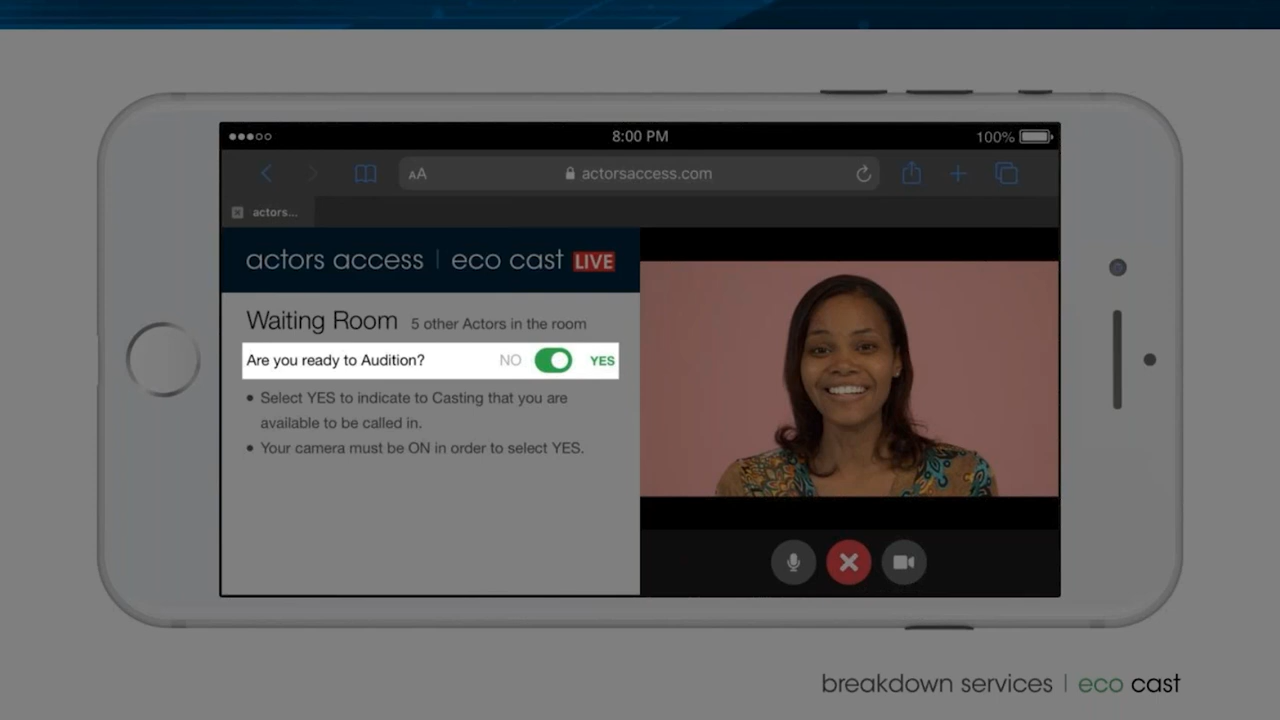 8:00 PM
100%
AA
actorsaccess.com
actors...
actors access | eco cast LIVE
Waiting Room 5 other Actors in the room
Are you ready to Audition? NO YES
• Select YES to indicate to Casting that you are
available to be called in.
• Your camera must be ON in order to select YES.
breakdown services | eco cast